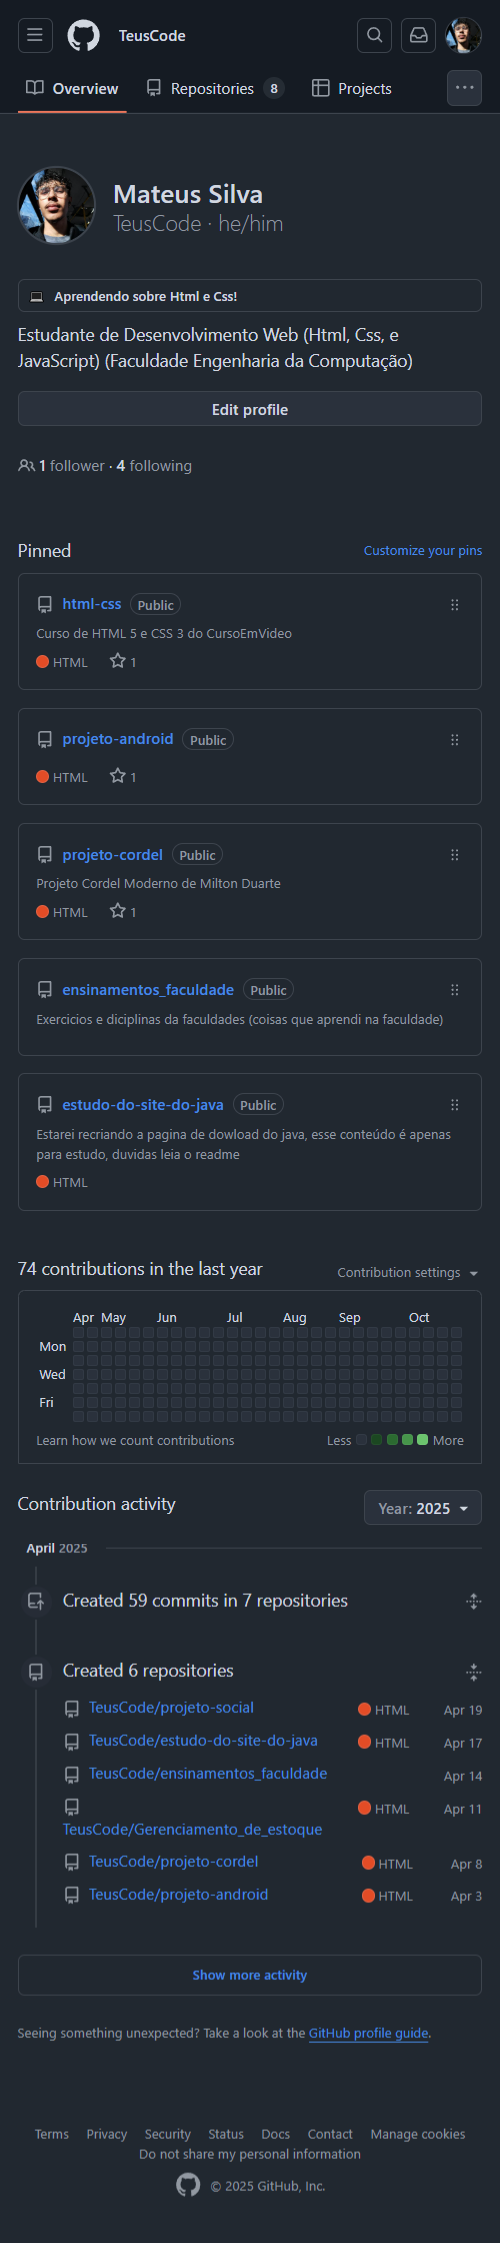 TeusCode
Overview Repositories 8 Projects
Mateus Silva
TeusCode · he/him
Aprendendo sobre Html e Css!
Estudante de Desenvolvimento Web (Html, Css, e
JavaScript) (Faculdade Engenharia da Computação)
Edit profile
1 follower · 4 following
Pinned Customize your pins
html-css Public
Curso de HTML 5 e CSS 3 do CursoEmVideo
HTML 1
projeto-android Public
HTML 1
projeto-cordel Public
Projeto Cordel Moderno de Milton Duarte
HTML 1
ensinamentos_faculdade Public
Exercicios e diciplinas da faculdades (coisas que aprendi na faculdade)
estudo-do-site-do-java Public
Estarei recriando a pagina de dowload do java, esse conteúdo é apenas
para estudo, duvidas leia o readme
HTML
74 contributions in the last year Contribution settings
Apr May Jun Jul Aug Sep Oct
Mon
Wed
Fri
Learn how we count contributions Less More
Contribution activity Year: 2025
April 2025
Created 59 commits in 7 repositories
Created 6 repositories
TeusCode/projeto-social HTML Apr 19
TeusCode/estudo-do-site-do-java HTML Apr 17
TeusCode/ensinamentos_faculdade Apr 14
HTML Apr 11
TeusCode/Gerenciamento_de_estoque
TeusCode/projeto-cordel HTML Apr 8
TeusCode/projeto-android HTML Apr 3
Show more activity
Seeing something unexpected? Take a look at the GitHub profile guide.
Terms Privacy Security Status Docs Contact Manage cookies
Do not share my personal information
© 2025 GitHub, Inc.